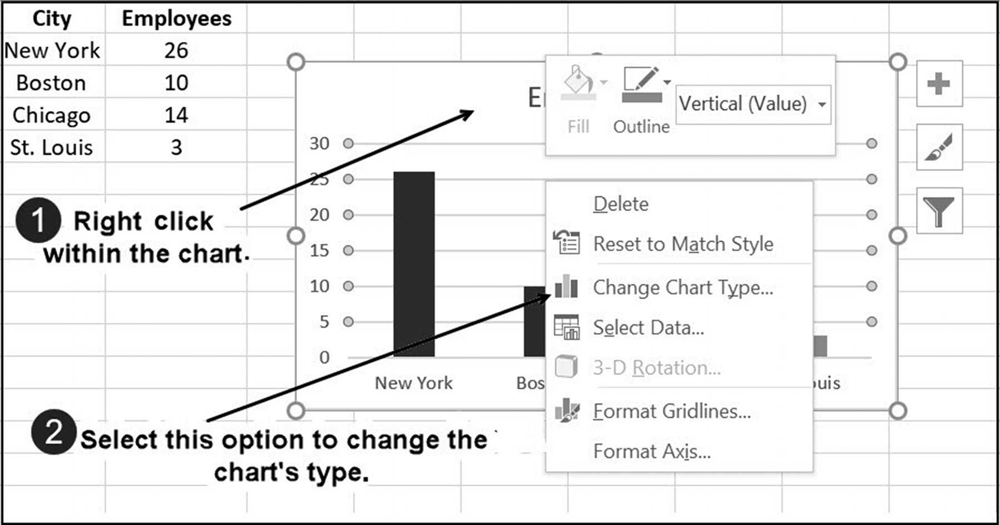 City Employees
New York 26
Boston 10
Chicago 14
St. Louis 3
1 Right click
within the chart.
2 Select this option to change the
chart's type.
Fill Outline Vertical (Value)
30
25
20
15
10
5
0
New York
Delete
Reset to Match Style
Change Chart Type...
Select Data...
3-D Rotation...
Format Gridlines...
Format Axis...